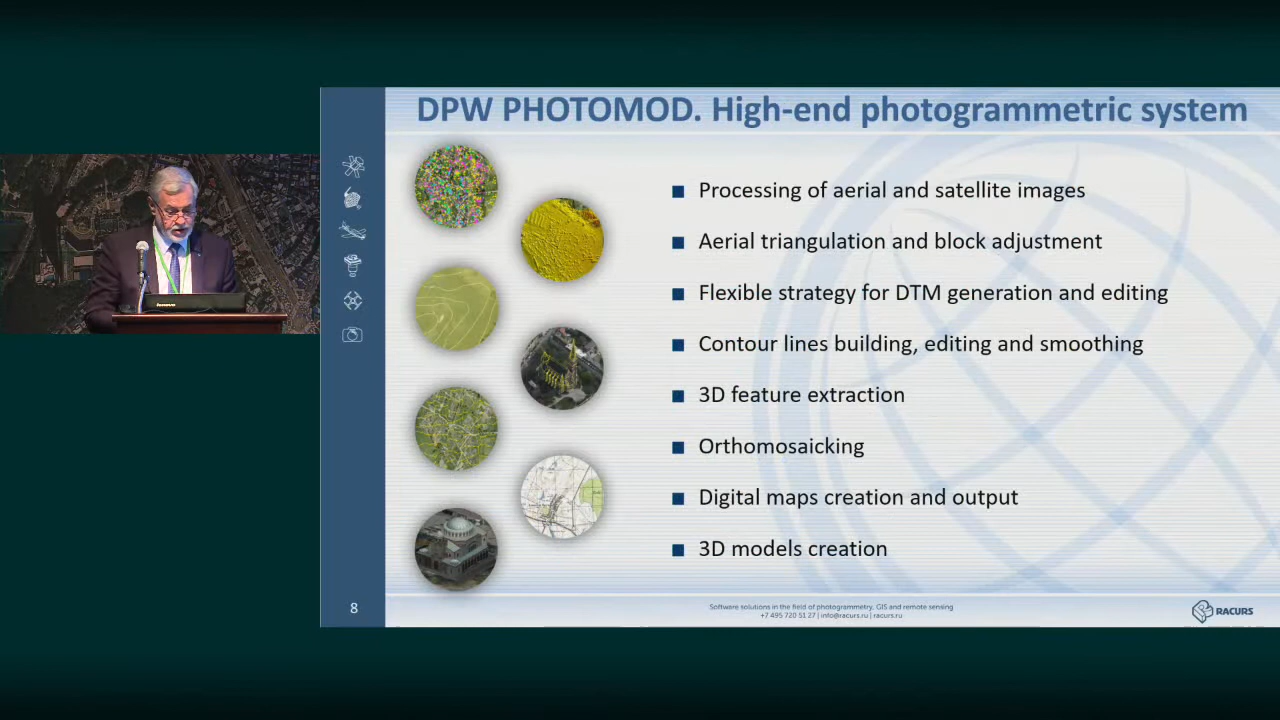 DPW PHOTOMOD. High-end photogrammetric system
Processing of aerial and satellite images
Aerial triangulation and block adjustment
Flexible strategy for DTM generation and editing
Contour lines building, editing and smoothing
3D feature extraction
Orthomosaicking
Digital maps creation and output
3D models creation
8
Software solutions in the field of photogrammetry, GIS and remote sensing
+7 495 720 51 27 | info@racurs.ru | racurs.ru
RACURS